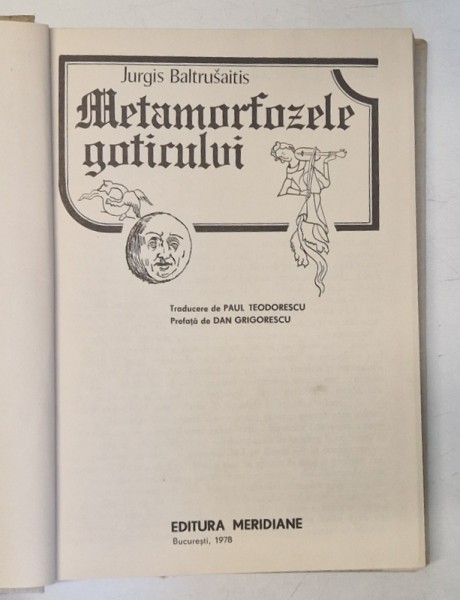 Jurgis Baltrušaitis
Metamorfozele
goticului
Traducere de PAUL TEODORESCU
Prefață de DAN GRIGORESCU
EDITURA MERIDIANE
București, 1978